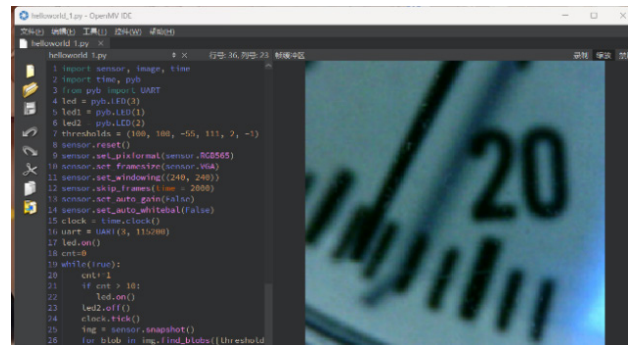 helloworld_1.py - OpenMV IDE
文件(F) 编辑(E) 工具(T) 控件(W) 帮助(H)
helloworld_1.py
helloworld_1.py 行号: 36, 列号: 23 帧缓冲区 录制 缩放 禁用
1 import sensor, image, time
2 import time, pyb
3 from pyb import UART
4 led = pyb.LED(3)
5 led1 = pyb.LED(1)
6 led2 = pyb.LED(2)
7 thresholds = (100, 100, -55, 111, 2, -1)
8 sensor.reset()
9 sensor.set_pixformat(sensor.RGB565)
10 sensor.set_framesize(sensor.VGA)
11 sensor.set_windowing((240, 240))
12 sensor.skip_frames(time = 2000)
13 sensor.set_auto_gain(False)
14 sensor.set_auto_whitebal(False)
15 clock = time.clock()
16 uart = UART(3, 115200)
17 led.on()
18 cnt=0
19 while(True):
20 cnt+=1
21 if cnt > 10:
22 led.on()
23 led2.off()
24 clock.tick()
25 img = sensor.snapshot()
26 for blob in img.find_blobs([threshold
20